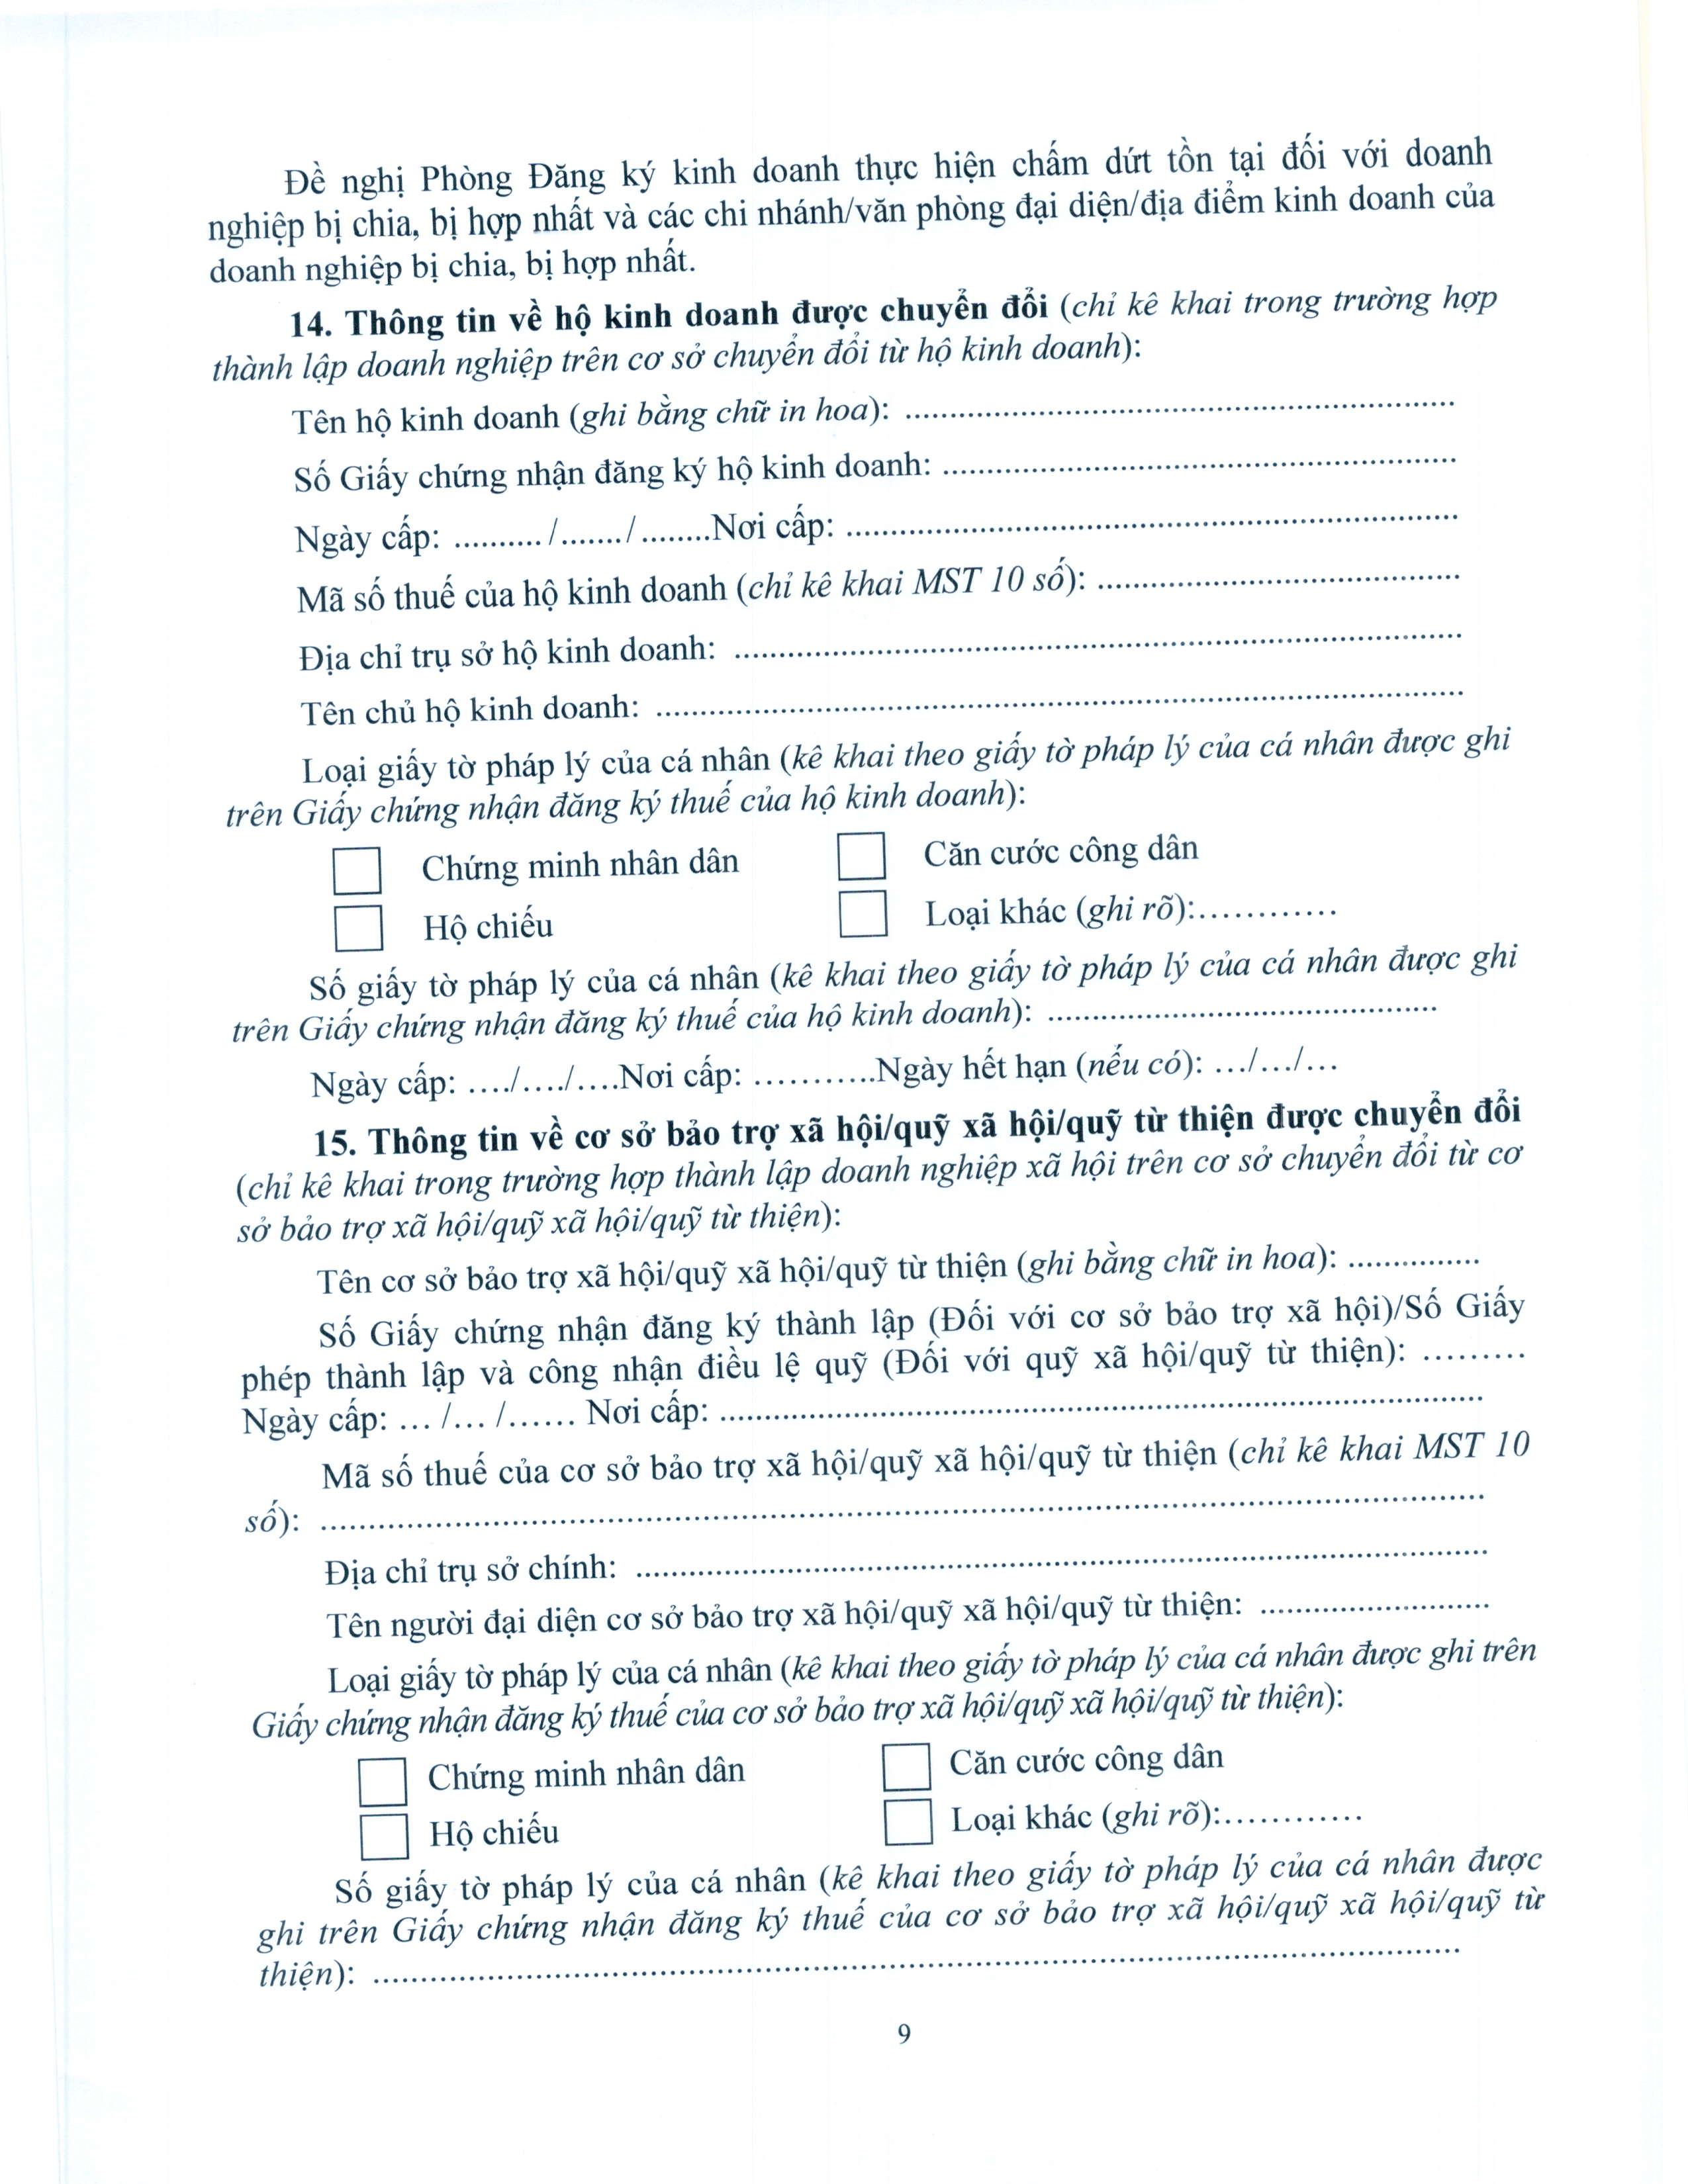 Đề nghị Phòng Đăng ký kinh doanh thực hiện chấm dứt tồn tại đối với doanh
nghiệp bị chia, bị hợp nhất và các chi nhánh/văn phòng đại diện/địa điểm kinh doanh của
doanh nghiệp bị chia, bị hợp nhất.
14. Thông tin về hộ kinh doanh được chuyển đổi (chỉ kê khai trong trường hợp
thành lập doanh nghiệp trên cơ sở chuyển đổi từ hộ kinh doanh):
Tên hộ kinh doanh (ghi bằng chữ in hoa): ..............................................................
Số Giấy chứng nhận đăng ký hộ kinh doanh: ..........................................................
Ngày cấp: ........../......./ ........Nơi cấp: .....................................................................
Mã số thuế của hộ kinh doanh (chỉ kê khai MST 10 số): .........................................
Địa chỉ trụ sở hộ kinh doanh: ..................................................................................
Tên chủ hộ kinh doanh: ...........................................................................................
Loại giấy tờ pháp lý của cá nhân (kê khai theo giấy tờ pháp lý của cá nhân được ghi
trên Giấy chứng nhận đăng ký thuế của hộ kinh doanh):
☐ Chứng minh nhân dân ☐ Căn cước công dân
☐ Hộ chiếu ☐ Loại khác (ghi rõ):............
Số giấy tờ pháp lý của cá nhân (kê khai theo giấy tờ pháp lý của cá nhân được ghi
trên Giấy chứng nhận đăng ký thuế của hộ kinh doanh): ............................................
Ngày cấp: ..../..../....Nơi cấp: ...........Ngày hết hạn (nếu có): .../.../...
15. Thông tin về cơ sở bảo trợ xã hội/quỹ xã hội/quỹ từ thiện được chuyển đổi
(chỉ kê khai trong trường hợp thành lập doanh nghiệp xã hội trên cơ sở chuyển đổi từ cơ
sở bảo trợ xã hội/quỹ xã hội/quỹ từ thiện):
Tên cơ sở bảo trợ xã hội/quỹ xã hội/quỹ từ thiện (ghi bằng chữ in hoa): ...............
Số Giấy chứng nhận đăng ký thành lập (Đối với cơ sở bảo trợ xã hội)/Số Giấy
phép thành lập và công nhận điều lệ quỹ (Đối với quỹ xã hội/quỹ từ thiện): .........
Ngày cấp: ... /... /...... Nơi cấp: ......................................................................................
Mã số thuế của cơ sở bảo trợ xã hội/quỹ xã hội/quỹ từ thiện (chỉ kê khai MST 10
số): ...................................................................................................................................
Địa chỉ trụ sở chính: ................................................................................................
Tên người đại diện cơ sở bảo trợ xã hội/quỹ xã hội/quỹ từ thiện: ..........................
Loại giấy tờ pháp lý của cá nhân (kê khai theo giấy tờ pháp lý của cá nhân được ghi trên
Giấy chứng nhận đăng ký thuế của cơ sở bảo trợ xã hội/quỹ xã hội/quỹ từ thiện):
☐ Chứng minh nhân dân ☐ Căn cước công dân
☐ Hộ chiếu ☐ Loại khác (ghi rõ):............
Số giấy tờ pháp lý của cá nhân (kê khai theo giấy tờ pháp lý của cá nhân được
ghi trên Giấy chứng nhận đăng ký thuế của cơ sở bảo trợ xã hội/quỹ xã hội/quỹ từ
thiện): ...........................................................................................................................
9